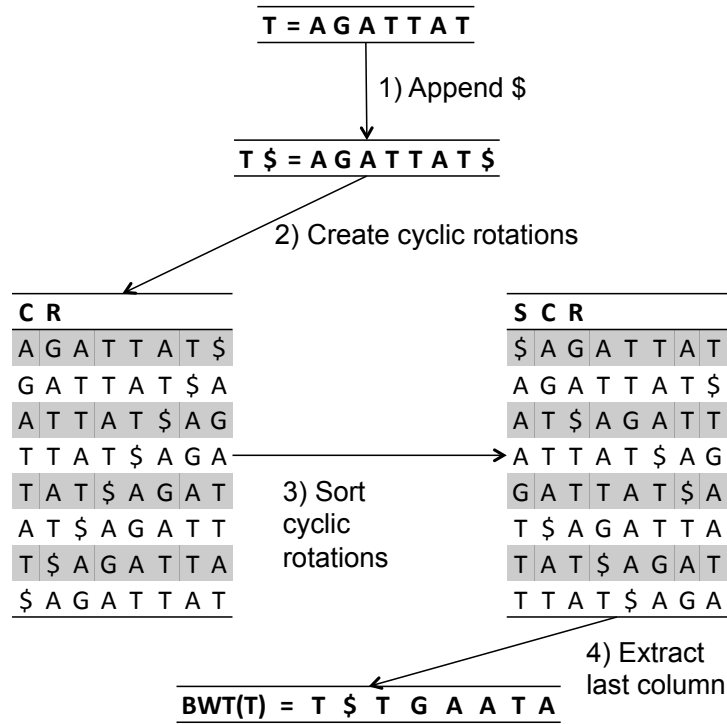 T = A G A T T A T
1) Append $
T $ = A G A T T A T $
2) Create cyclic rotations
C R
A G A T T A T $
G A T T A T $ A
A T T A T $ A G
T T A T $ A G A
T A T $ A G A T
A T $ A G A T T
T $ A G A T T A
$ A G A T T A T
3) Sort
cyclic
rotations
S C R
$ A G A T T A T
A G A T T A T $
A T $ A G A T T
A T T A T $ A G
G A T T A T $ A
T $ A G A T T A
T A T $ A G A T
T T A T $ A G A
4) Extract
last column
BWT(T) = T $ T G A A T A